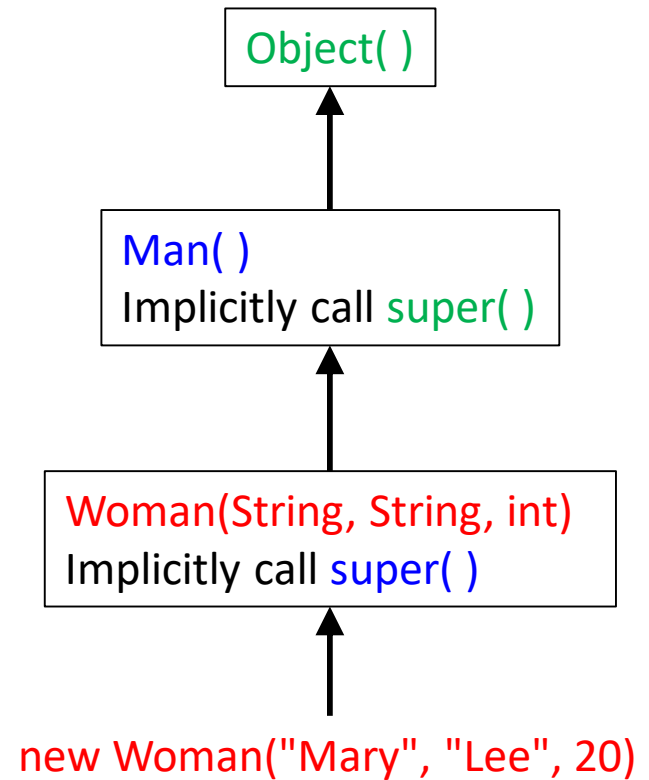 Object( )
Man( )
Implicitly call super( )
Woman(String, String, int)
Implicitly call super( )
new Woman("Mary", "Lee", 20)